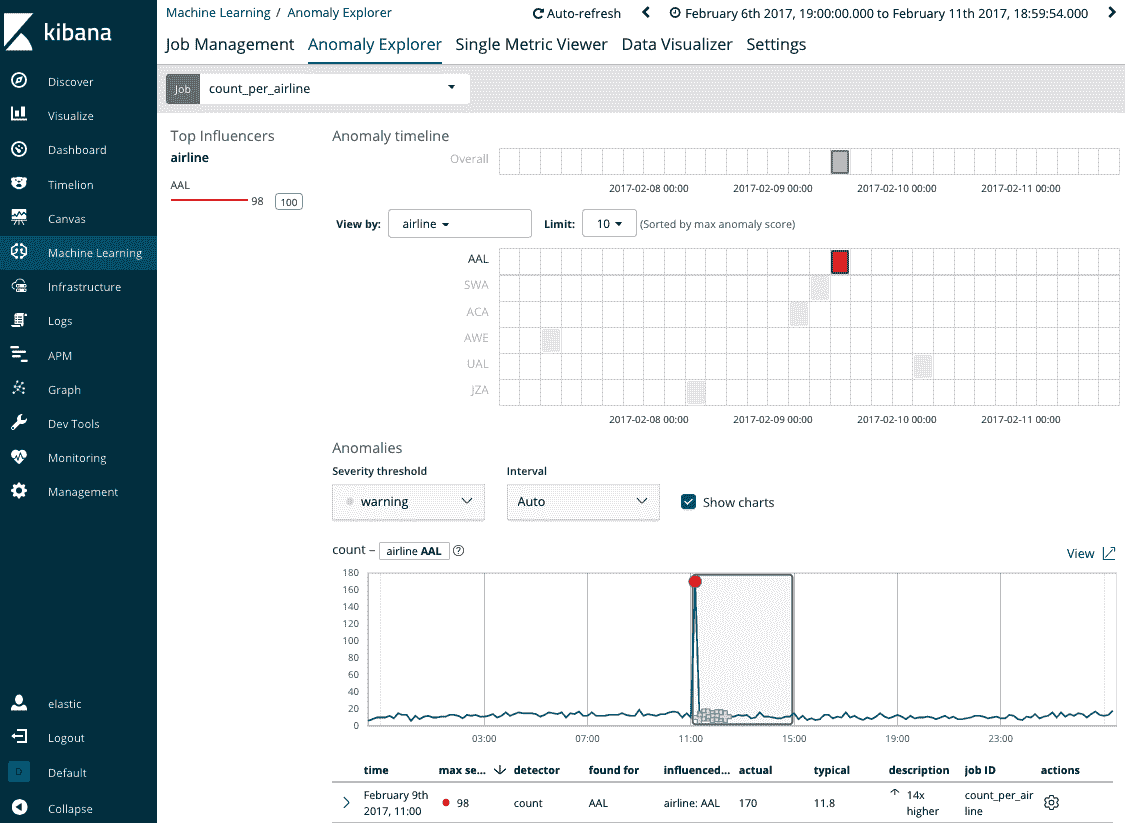 kibana
Discover
Visualize
Dashboard
Timelion
Canvas
Machine Learning
Infrastructure
Logs
APM
Graph
Dev Tools
Monitoring
Management
elastic
Logout
D Default
Collapse
Machine Learning / Anomaly Explorer
Auto-refresh
February 6th 2017, 19:00:00.000 to February 11th 2017, 18:59:54.000
Job Management Anomaly Explorer Single Metric Viewer Data Visualizer Settings
Job count_per_airline
Top Influencers
airline
AAL
98 100
Anomaly timeline
Overall
2017-02-08 00:00 2017-02-09 00:00 2017-02-10 00:00 2017-02-11 00:00
View by: airline Limit: 10 (Sorted by max anomaly score)
AAL
SWA
ACA
AWE
UAL
JZA
2017-02-08 00:00 2017-02-09 00:00 2017-02-10 00:00 2017-02-11 00:00
Anomalies
Severity threshold Interval
warning Auto Show charts
count – airline AAL ?
View
180
160
140
120
100
80
60
40
20
0
03:00 07:00 11:00 15:00 19:00 23:00
time max se... detector found for influenced... actual typical description job ID actions
February 9th 2017, 11:00 98 count AAL airline: AAL 170 11.8 14x higher count_per_airline